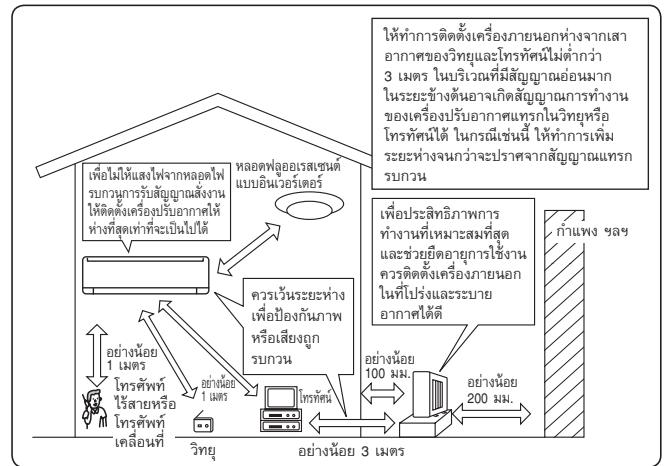 ให้ทำการติดตั้งเครื่องภายนอกห่างจากเสา
อากาศของวิทยุและโทรทัศน์ไม่ต่ำกว่า
3 เมตร ในบริเวณที่มีสัญญาณอ่อนมาก
ในระยะข้างต้นอาจเกิดสัญญาณการทำงาน
ของเครื่องปรับอากาศแทรกในวิทยุหรือ
โทรทัศน์ได้ ในกรณีเช่นนี้ ให้ทำการเพิ่ม
ระยะห่างจนกว่าจะปราศจากสัญญาณแทรก
รบกวน
เพื่อไม่ให้แสงไฟจากหลอดไฟ
รบกวนการรับสัญญาณสั่งงาน
ให้ติดตั้งเครื่องปรับอากาศให้
ห่างที่สุดเท่าที่จะเป็นไปได้
หลอดฟลูออเรสเซนต์
แบบอินเวอร์เตอร์
เพื่อประสิทธิภาพการ
ทำงานที่เหมาะสมที่สุด
และช่วยยืดอายุการใช้งาน
ควรติดตั้งเครื่องภายนอก
ในที่โปร่งและระบาย
อากาศได้ดี
กำแพง ฯลฯ
ควรเว้นระยะห่าง
เพื่อป้องกันภาพ
หรือเสียงถูก
รบกวน
อย่างน้อย
1 เมตร
อย่างน้อย
1 เมตร
อย่างน้อย
100 มม.
อย่างน้อย
200 มม.
โทรศัพท์
ไร้สายหรือ
โทรศัพท์
เคลื่อนที่
วิทยุ
โทรทัศน์
อย่างน้อย 3 เมตร